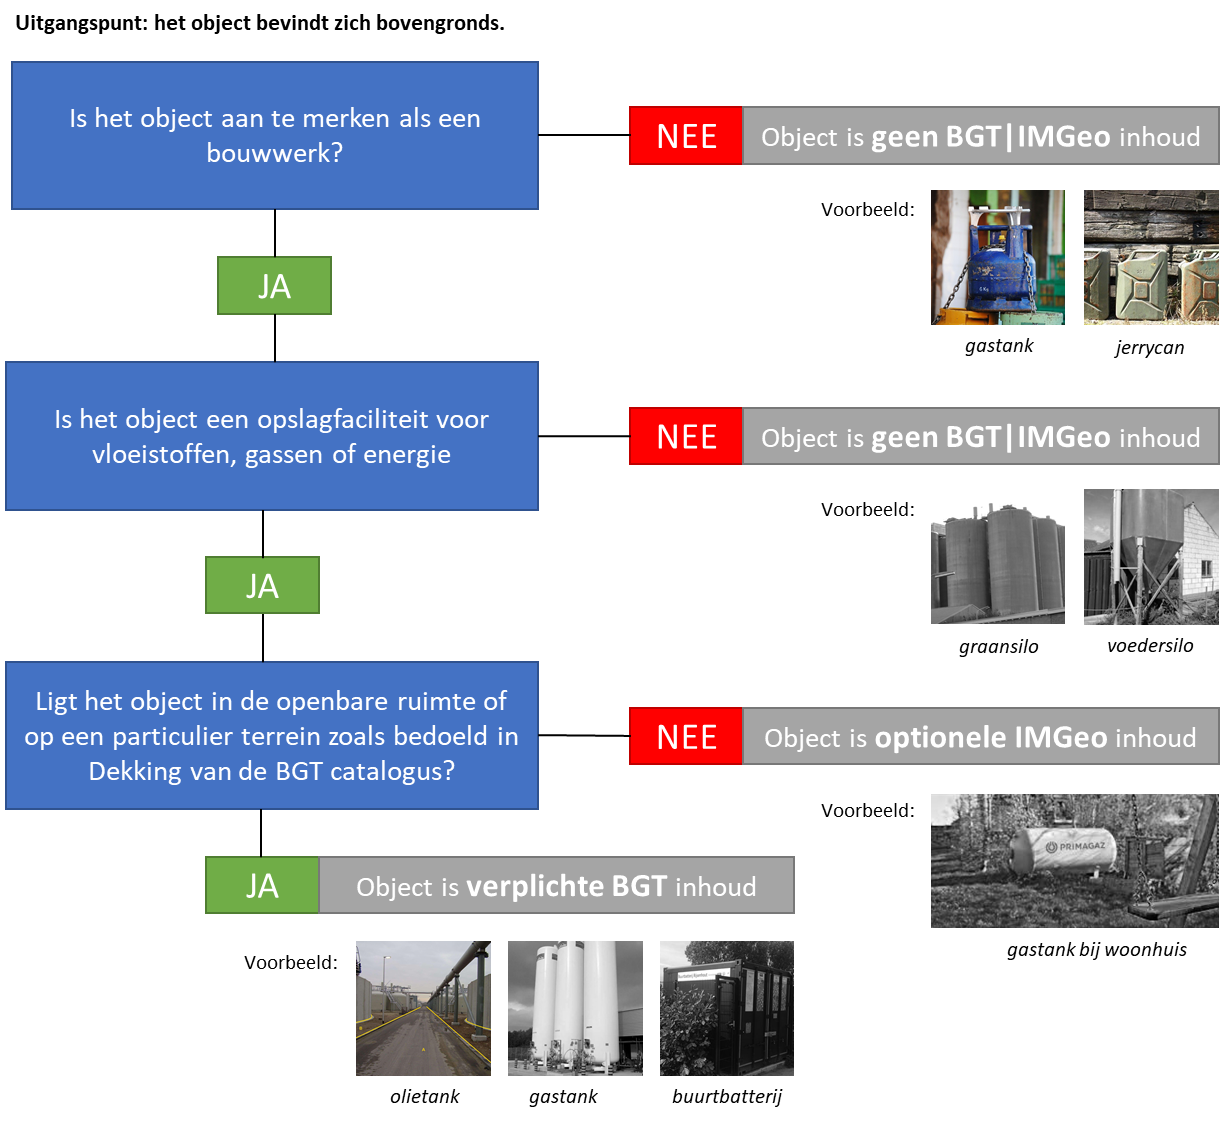 Uitgangspunt: het object bevindt zich bovengronds.
Is het object aan te merken als een
bouwwerk?
NEE
Object is geen BGT|IMGeo inhoud
Voorbeeld:
gastank
jerrycan
JA
Is het object een opslagfaciliteit voor
vloeistoffen, gassen of energie
NEE
Object is geen BGT|IMGeo inhoud
Voorbeeld:
graansilo
voedersilo
JA
Ligt het object in de openbare ruimte of
op een particulier terrein zoals bedoeld in
Dekking van de BGT catalogus?
NEE
Object is optionele IMGeo inhoud
Voorbeeld:
PRIMAGAZ
gastank bij woonhuis
JA
Object is verplichte BGT inhoud
Voorbeeld:
olietank
gastank
buurtbatterij